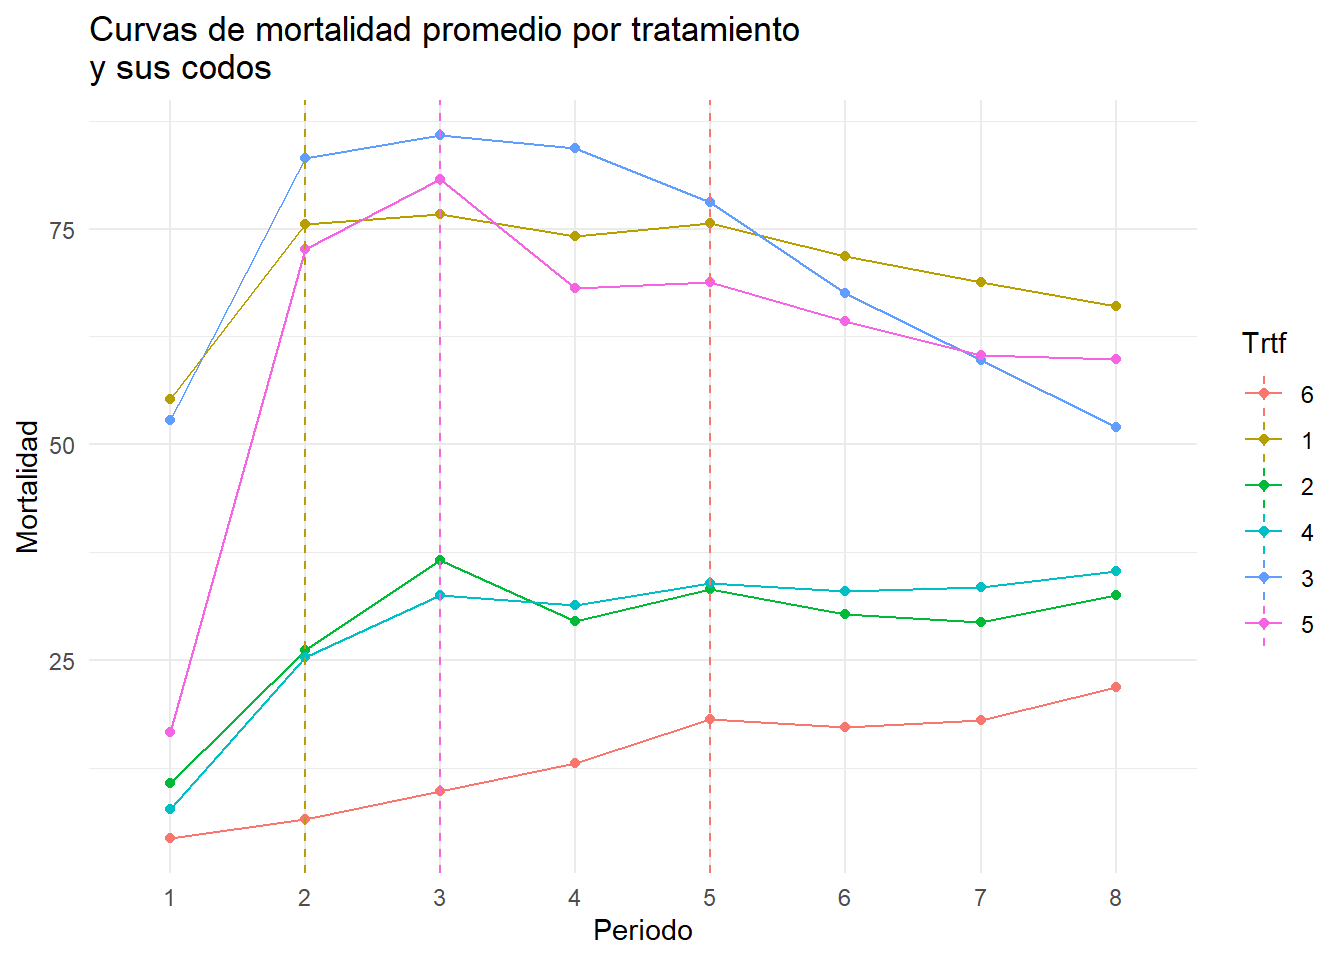 Curvas de mortalidad promedio por tratamiento
y sus codos
Mortalidad
75
50
25
1 2 3 4 5 6 7 8
Periodo
Trtf
6
1
2
4
3
5